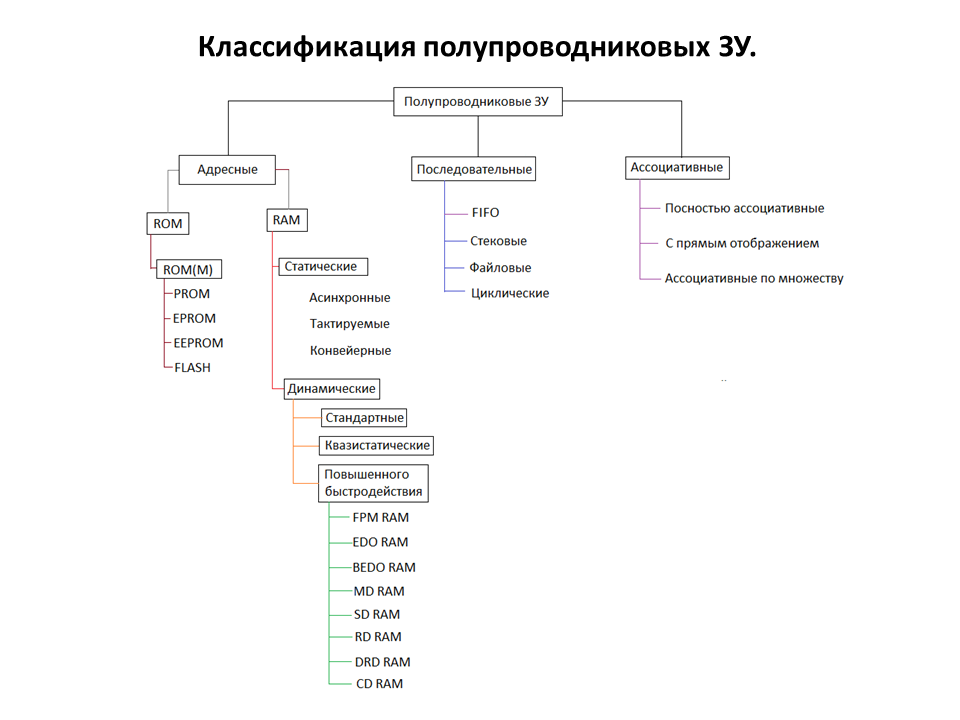 Классификация полупроводниковых ЗУ.
Полупроводниковые ЗУ
Адресные
Последовательные
Ассоциативные
ROM
RAM
ROM(M)
PROM
EPROM
EEPROM
FLASH
Статические
Асинхронные
Тактируемые
Конвейерные
Динамические
Стандартные
Квазистатические
Повышенного
быстродействия
FPM RAM
EDO RAM
BEDO RAM
MD RAM
SD RAM
RD RAM
DRD RAM
CD RAM
FIFO
Стековые
Файловые
Циклические
Посностью ассоциативные
С прямым отображением
Ассоциативные по множеству
..